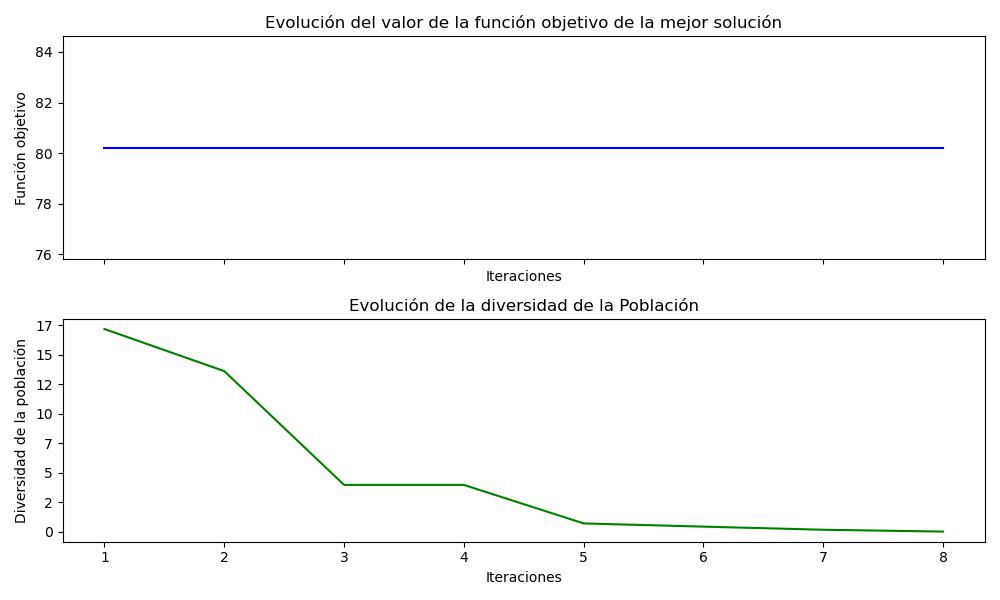 Evolución del valor de la función objetivo de la mejor solución
84
82
80
78
76
Función objetivo
Iteraciones
Evolución de la diversidad de la Población
17
15
12
10
7
5
2
0
Diversidad de la población
1 2 3 4 5 6 7 8
Iteraciones